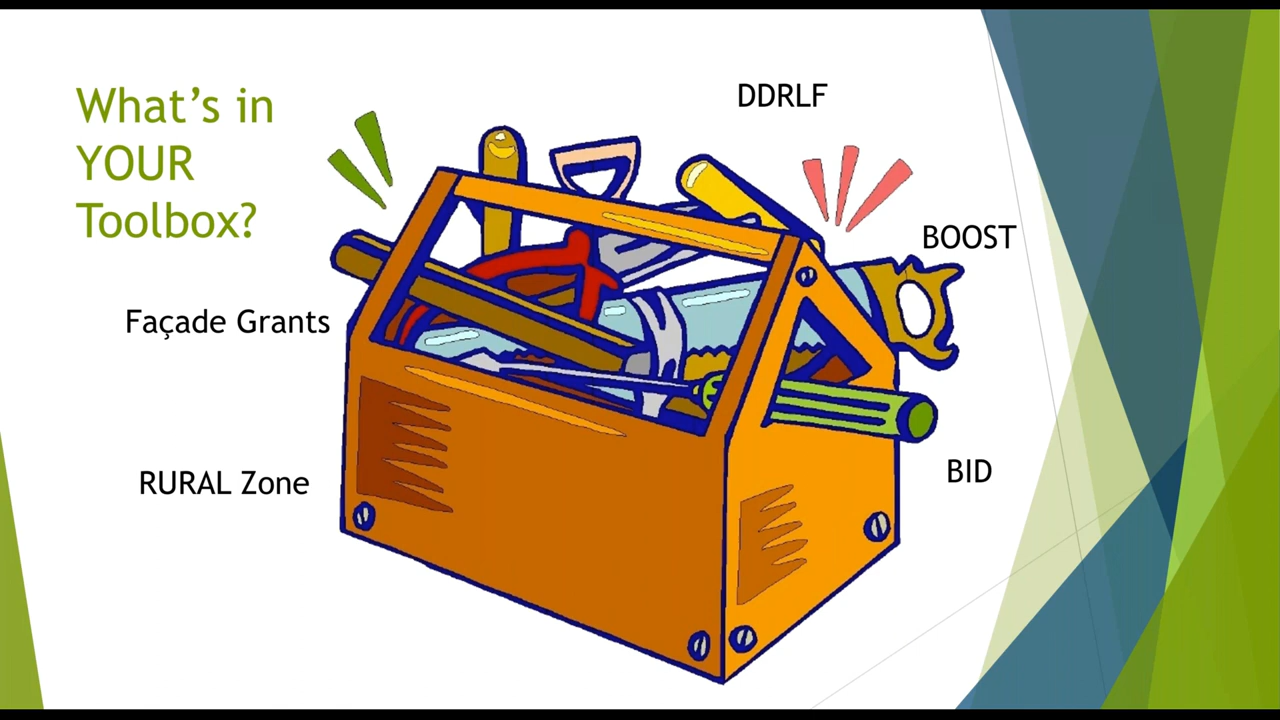 What's in
YOUR
Toolbox?
DDRLF
BOOST
Façade Grants
RURAL Zone
BID